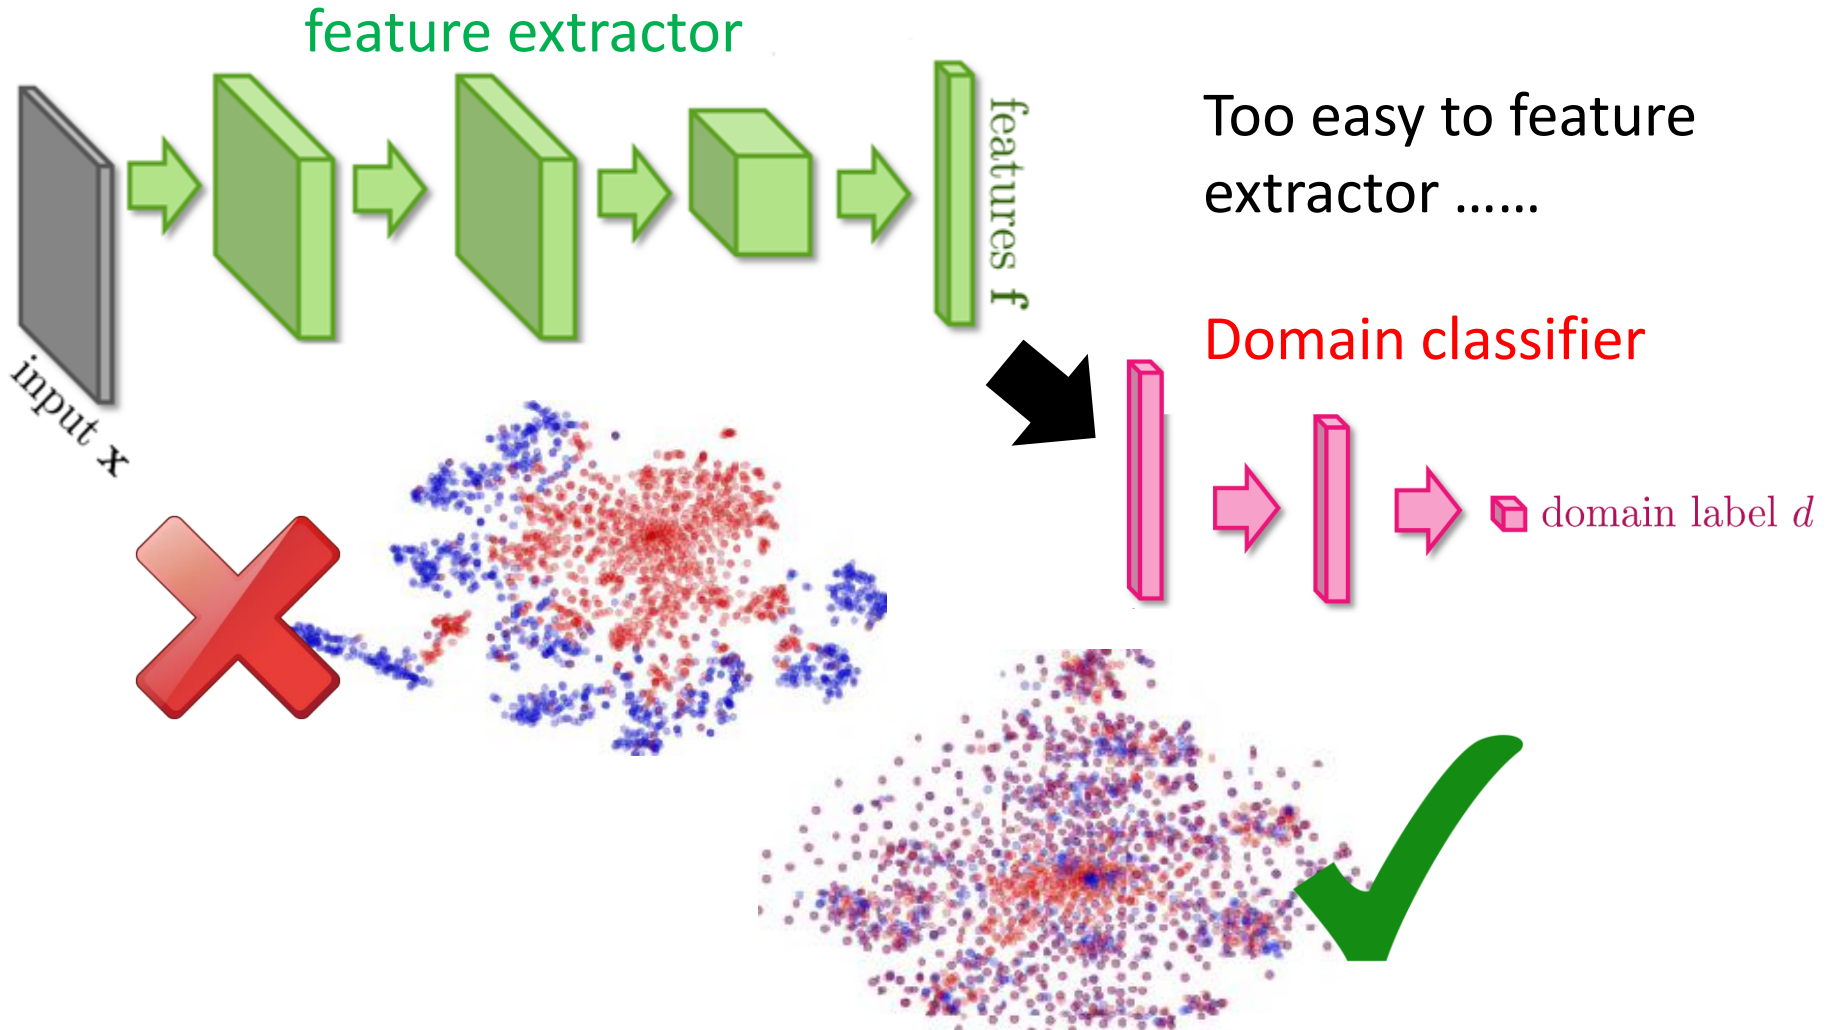 feature extractor
features f
input x
Too easy to feature
extractor ……
Domain classifier
domain label d